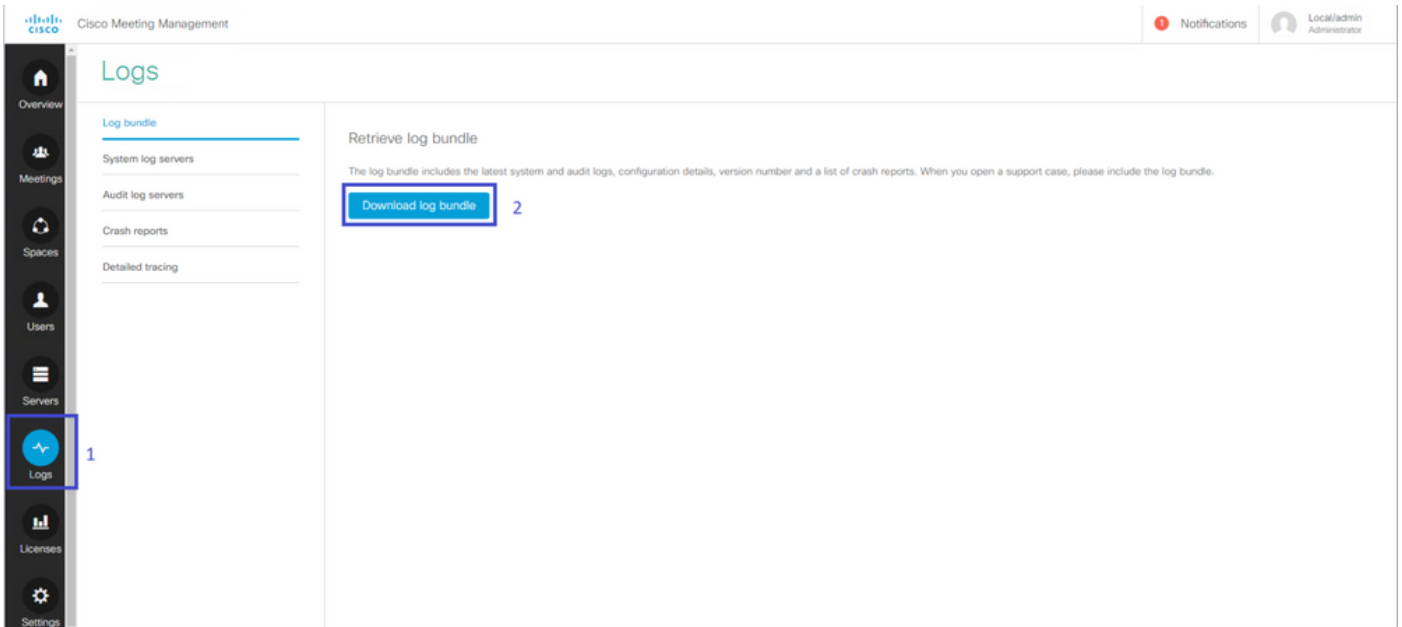 CISCO
Cisco Meeting Management
1 Notifications
Local/admin
Administrator
Logs
Overview
Meetings
Spaces
Users
Servers
Logs
1
Licenses
Settings
Log bundle
System log servers
Audit log servers
Crash reports
Detailed tracing
Retrieve log bundle
The log bundle includes the latest system and audit logs, configuration details, version number and a list of crash reports. When you open a support case, please include the log bundle.
Download log bundle
2